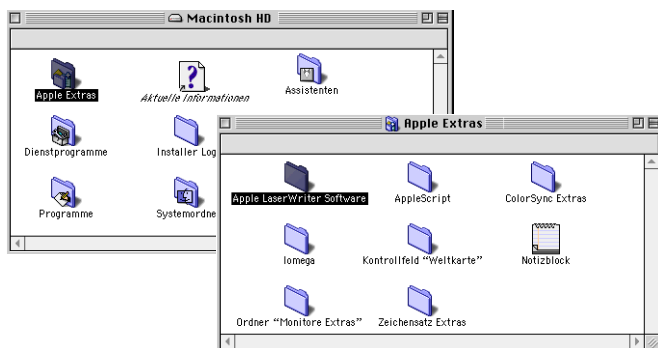 Macintosh HD
Apple Extras
Aktuelle Informationen
Assistenten
Dienstprogramme
Installer Log
Programme
Systemordne
Apple Extras
Apple LaserWriter Software
AppleScript
ColorSync Extras
Iomega
Kontrollfeld “Weltkarte”
Notizblock
Ordner “Monitore Extras”
Zeichensatz Extras